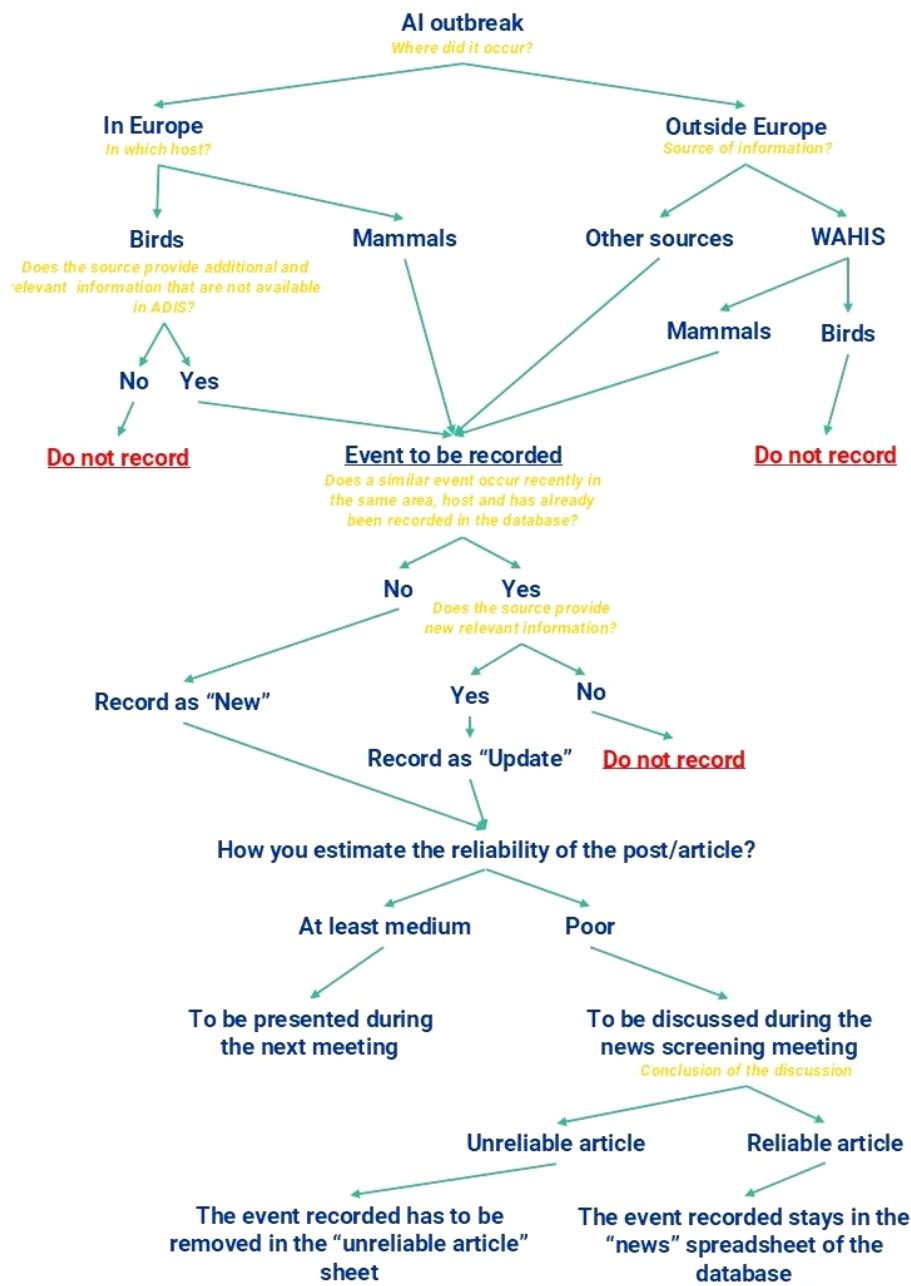 AI outbreak
Where did it occur?
In Europe
In which host?
Outside Europe
Source of information?
Birds
Does the source provide additional and
relevant information that are not available
in ADIS?
Mammals
Other sources
WAHIS
Mammals
Birds
No
Yes
Do not record
Event to be recorded
Does a similar event occur recently in
the same area, host and has already
been recorded in the database?
Do not record
No
Yes
Does the source provide
new relevant information?
Record as “New”
Yes
No
Record as “Update”
Do not record
How you estimate the reliability of the post/article?
At least medium
Poor
To be presented during
the next meeting
To be discussed during the
news screening meeting
Conclusion of the discussion
Unreliable article
Reliable article
The event recorded has to be
removed in the “unreliable article”
sheet
The event recorded stays in the
“news” spreadsheet of the
database